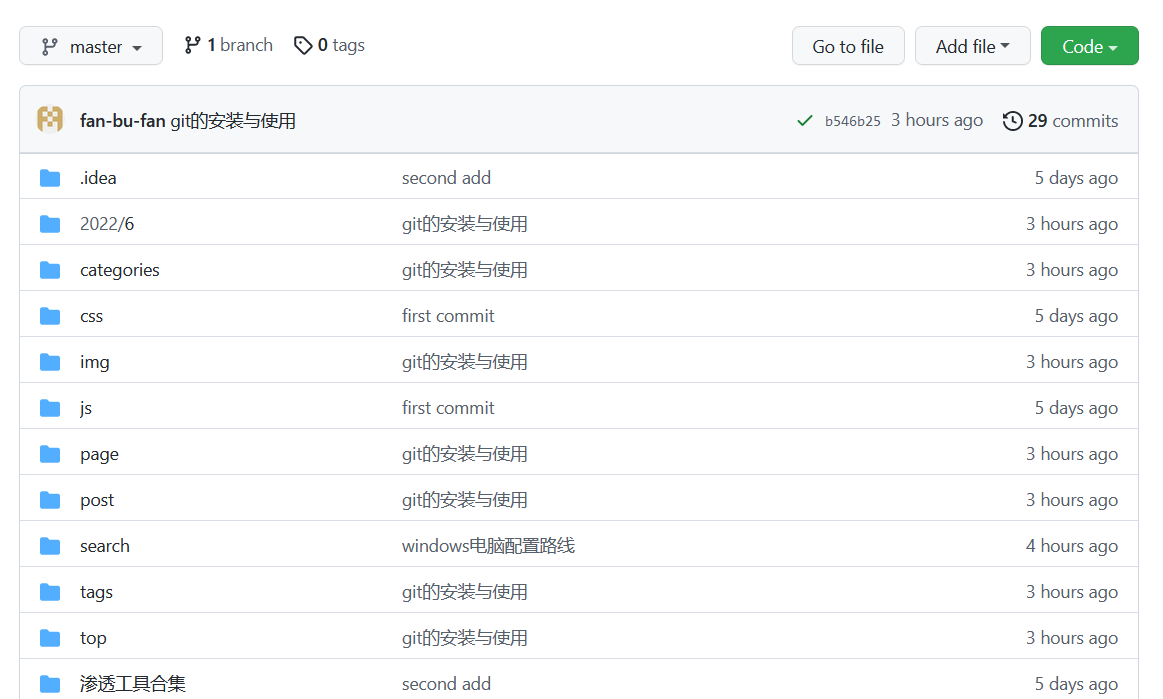 master 1 branch 0 tags Go to file Add file Code
fan-bu-fan git的安装与使用 b546b25 3 hours ago 29 commits
.idea second add 5 days ago
2022/6 git的安装与使用 3 hours ago
categories git的安装与使用 3 hours ago
css first commit 5 days ago
img git的安装与使用 3 hours ago
js first commit 5 days ago
page git的安装与使用 3 hours ago
post git的安装与使用 3 hours ago
search windows电脑配置路线 4 hours ago
tags git的安装与使用 3 hours ago
top git的安装与使用 3 hours ago
渗透工具合集 second add 5 days ago